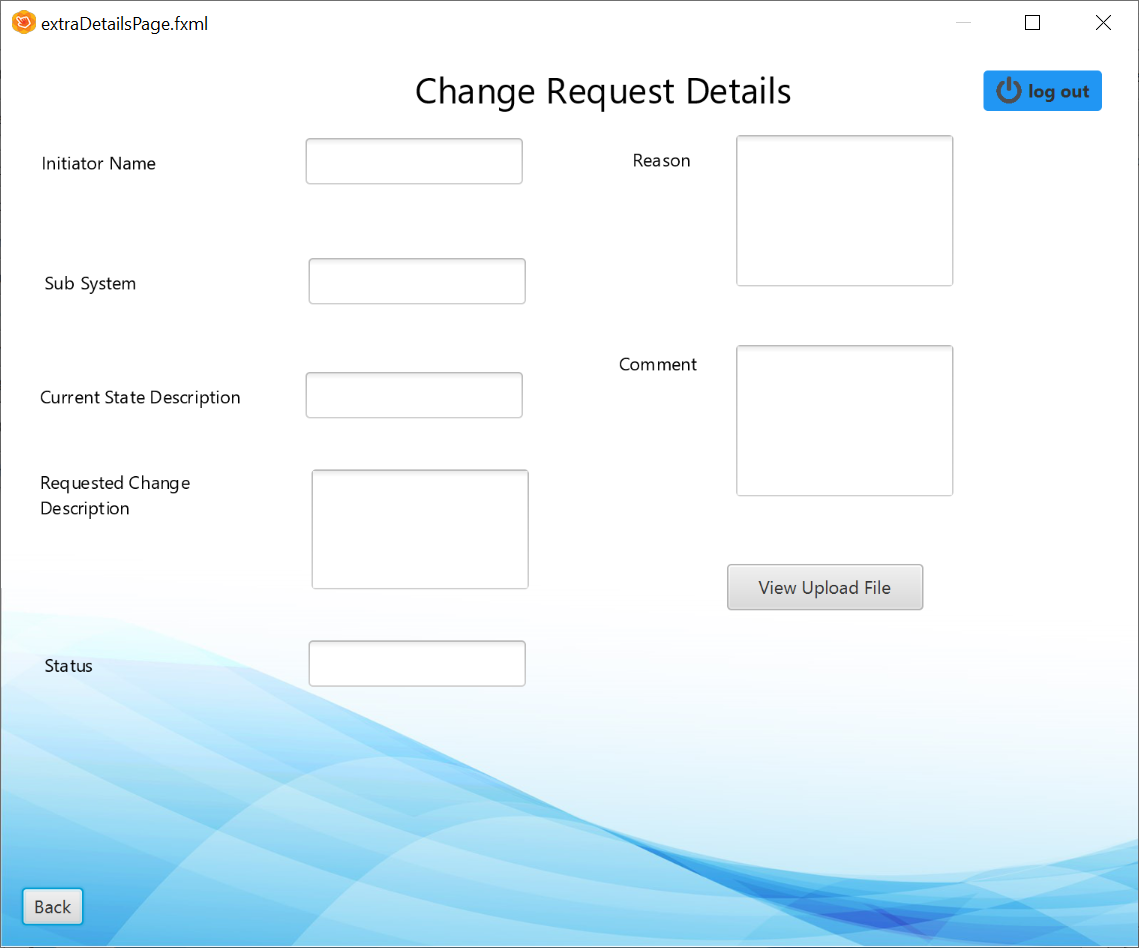 extraDetailsPage.fxml
Change Request Details
log out
Initiator Name
Reason
Sub System
Comment
Current State Description
Requested Change
Description
View Upload File
Status
Back